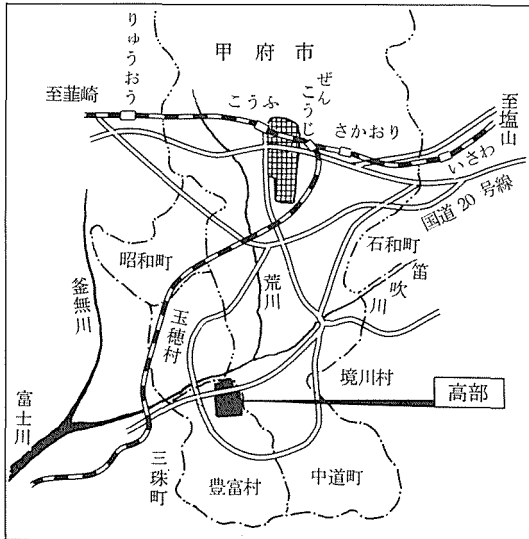 甲府市
りゅうおう
至韮崎
こうふ
ぜんこうじ
さかおり
至塩山
いさわ
国道20号線
石和町
昭和町
釜無川
荒川
笛吹川
玉穂村
境川村
高部
富士川
三珠町
豊富村
中道町